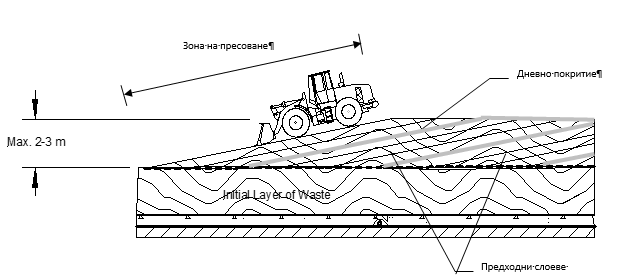 Зона·на·пресоване¶
Дневно·покритие¶
Max. 2-3 m
Initial Layer of Waste
Предходни·слоеве·